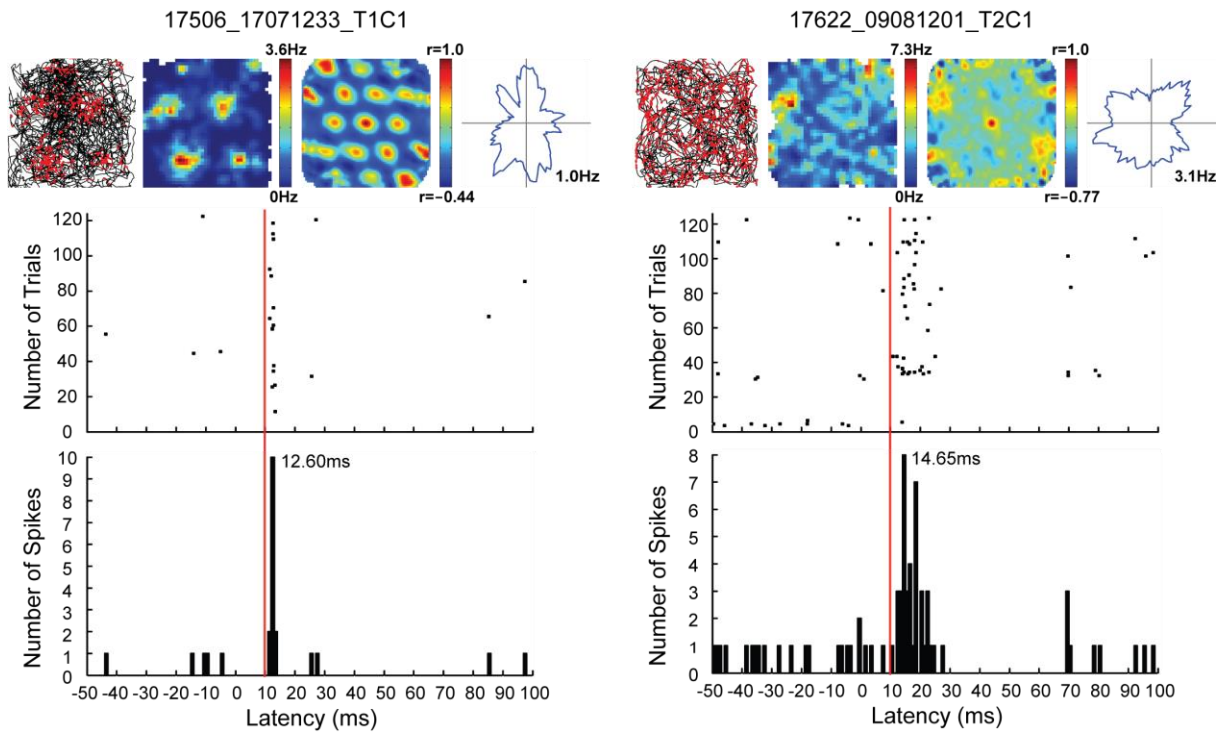 17506_17071233_T1C1
3.6Hz
r=1.0
0Hz
r=−0.44
1.0Hz
Number of Trials
120
100
80
60
40
20
0
12.60ms
Number of Spikes
10
9
8
7
6
5
4
3
2
1
0
-50 -40 -30 -20 -10 0 10 20 30 40 50 60 70 80 90 100
Latency (ms)
17622_09081201_T2C1
7.3Hz
r=1.0
0Hz
r=−0.77
3.1Hz
Number of Trials
120
100
80
60
40
20
0
14.65ms
Number of Spikes
8
7
6
5
4
3
2
1
0
-50 -40 -30 -20 -10 0 10 20 30 40 50 60 70 80 90 100
Latency (ms)